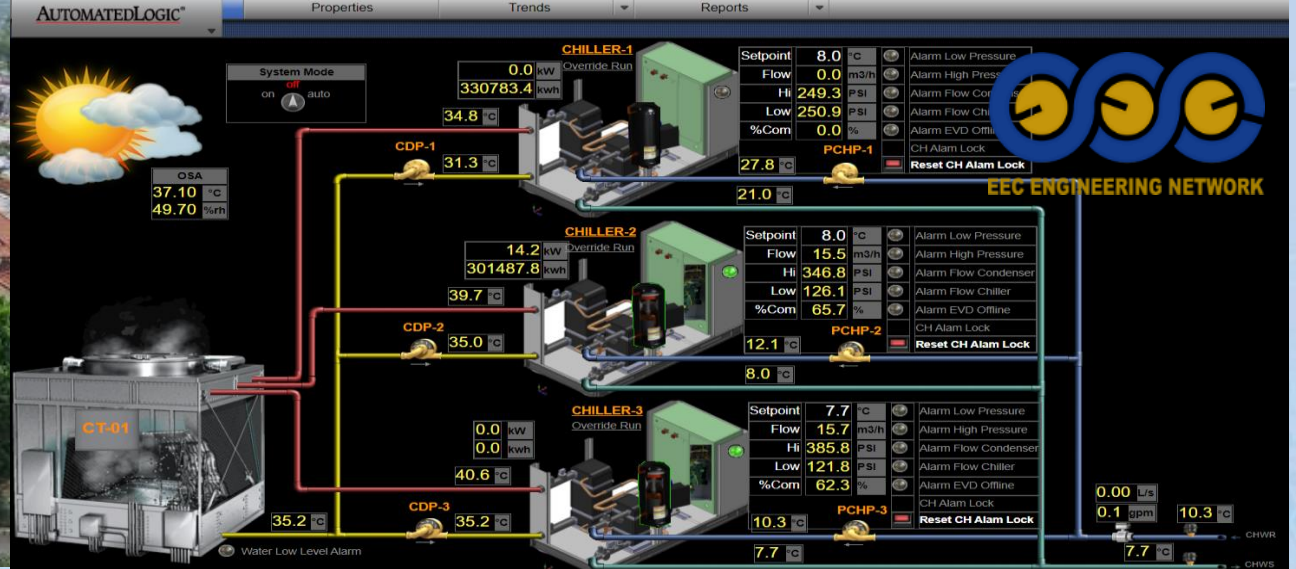 AUTOMATEDLOGIC®
Properties
Trends
Reports
System Mode
off
on auto
OSA
37.10 °C
49.70 %rh
CHILLER-1
Override Run
0.0 kW
330783.4 kwh
34.8 °C
CDP-1
31.3 °C
Setpoint 8.0 °C Alarm Low Pressure
Flow 0.0 m3/h Alarm High
Hi 249.3 PSI Alarm Flow
Low 250.9 PSI Alarm Flow
%Com 0.0 % Alarm EVD
PCHP-1 CH Alam Lock
27.8 °C Reset CH Alam Lock
21.0 °C
EEC ENGINEERING NETWORK
CHILLER-2
Override Run
14.2 kW
301487.8 kwh
39.7 °C
CDP-2
35.0 °C
Setpoint 8.0 °C Alarm Low Pressure
Flow 15.5 m3/h Alarm High Pressure
Hi 346.8 PSI Alarm Flow Condenser
Low 126.1 PSI Alarm Flow Chiller
%Com 65.7 % Alarm EVD Offline
PCHP-2 CH Alam Lock
12.1 °C Reset CH Alam Lock
8.0 °C
CHILLER-3
Override Run
0.0 kW
0.0 kwh
40.6 °C
CDP-3
35.2 °C
Setpoint 7.7 °C Alarm Low Pressure
Flow 15.7 m3/h Alarm High Pressure
Hi 385.8 PSI Alarm Flow Condenser
Low 121.8 PSI Alarm Flow Chiller
%Com 62.3 % Alarm EVD Offline
PCHP-3 CH Alam Lock
10.3 °C Reset CH Alam Lock
7.7 °C
CT-01
35.2 °C
Water Low Level Alarm
0.00 L/s
0.1 gpm 10.3 °C
CHWR
7.7 °C
CHWS